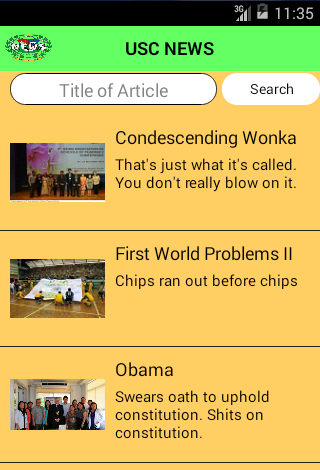 3G 11:35
NEWS
USC NEWS
Title of Article
Search
Condescending Wonka
That's just what it's called.
You don't really blow on it.
First World Problems II
Chips ran out before chips
Obama
Swears oath to uphold
constitution. Shits on
constitution.